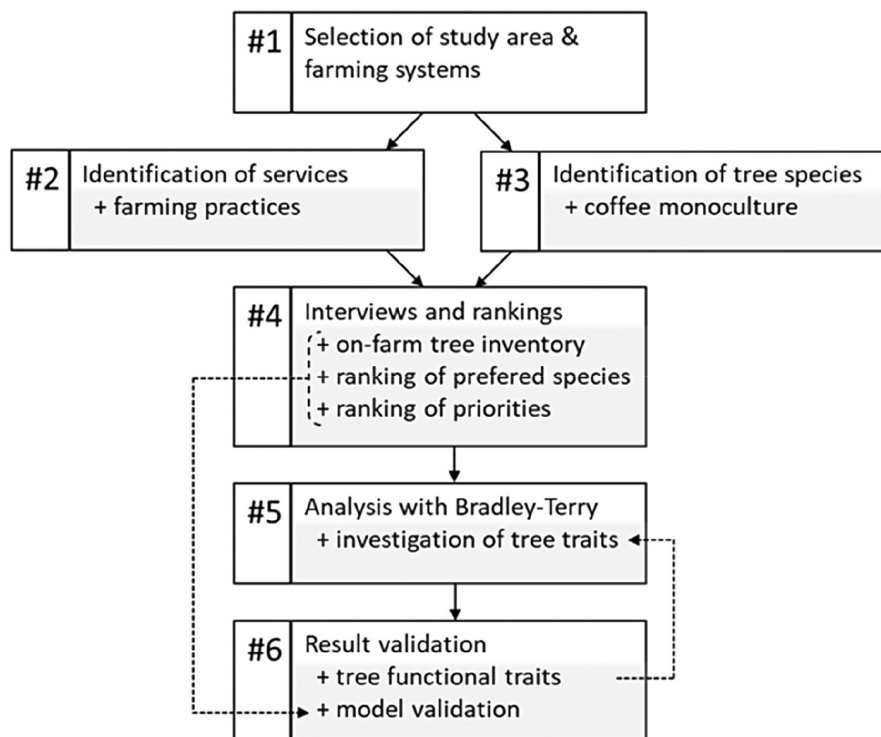 #1 Selection of study area &
farming systems
#2 Identification of services
+ farming practices
#3 Identification of tree species
+ coffee monoculture
#4 Interviews and rankings
+ on-farm tree inventory
+ ranking of prefered species
+ ranking of priorities
#5 Analysis with Bradley-Terry
+ investigation of tree traits
#6 Result validation
+ tree functional traits
+ model validation